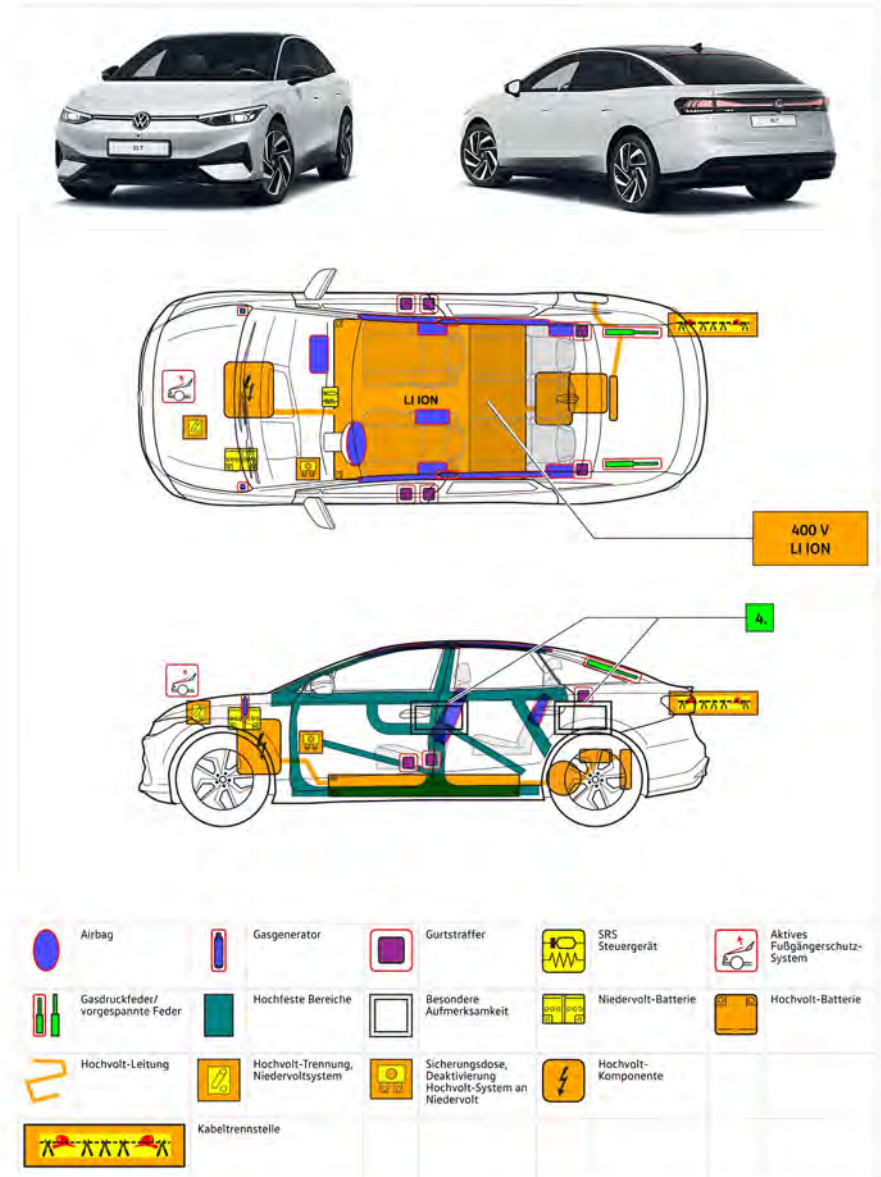 LI ION
400 V
LI ION
4.
Airbag
Gasgenerator
Gurtstraffer
SRS
Steuergerät
Aktives
Fußgängerschutz-
System
Gasdruckfeder/
vorgespannte Feder
Hochfeste Bereiche
Besondere
Aufmerksamkeit
Niedervolt-Batterie
Hochvolt-Batterie
Hochvolt-Leitung
Hochvolt-Trennung,
Niedervoltsystem
Sicherungsdose,
Deaktivierung
Hochvolt-System an
Niedervolt
Hochvolt-
Komponente
Kabeltrennstelle